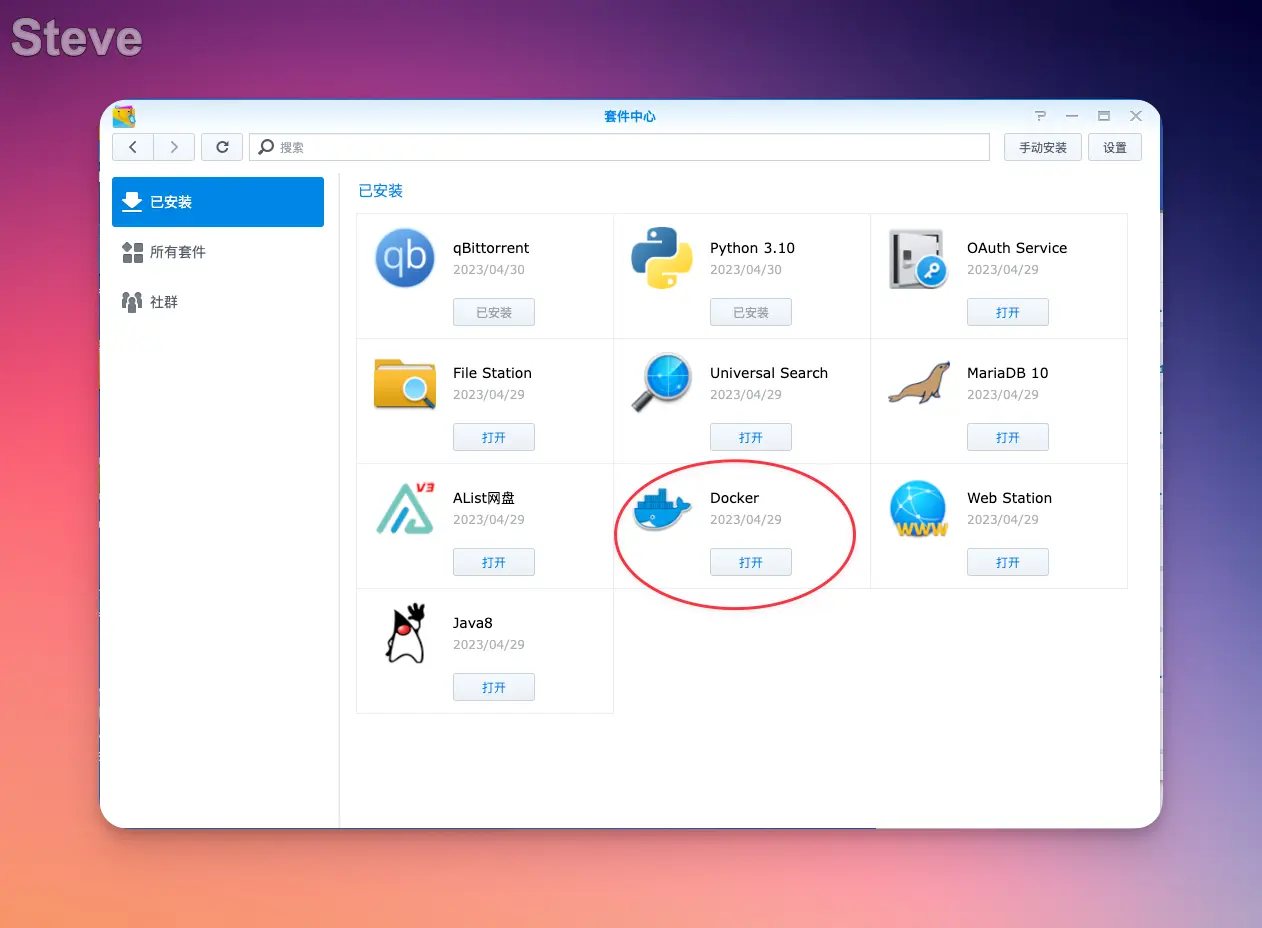 Steve
套件中心
搜索
手动安装
设置
已安装
所有套件
社群
已安装
qb
qBittorrent
2023/04/30
已安装
Python 3.10
2023/04/30
已安装
OAuth Service
2023/04/29
打开
File Station
2023/04/29
打开
Universal Search
2023/04/29
打开
MariaDB 10
2023/04/29
打开
V3
AList网盘
2023/04/29
打开
Docker
2023/04/29
打开
WWW
Web Station
2023/04/29
打开
Java8
2023/04/29
打开